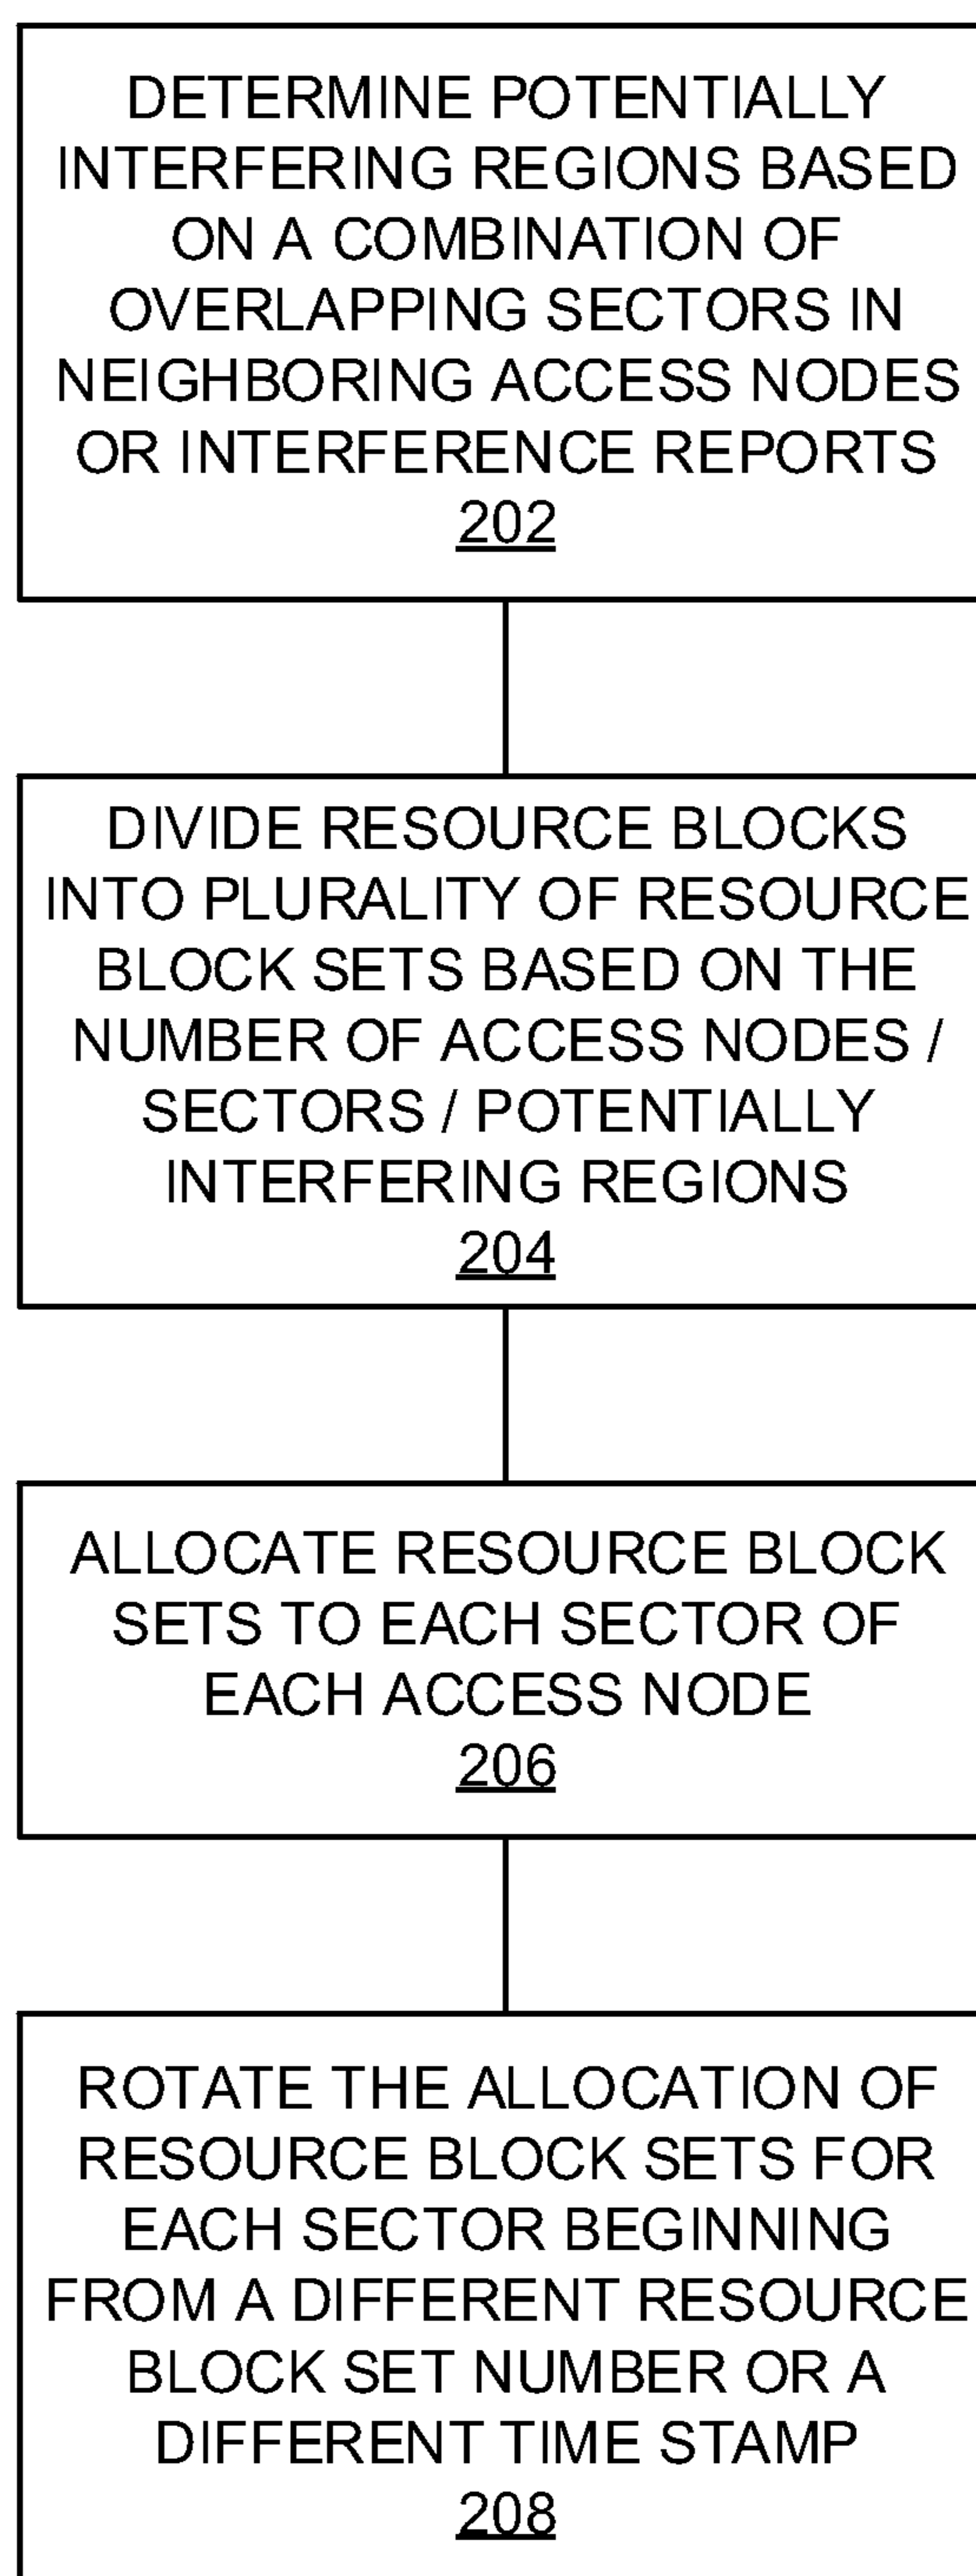 DETERMINE POTENTIALLY
INTERFERING REGIONS BASED
ON A COMBINATION OF
OVERLAPPING SECTORS IN
NEIGHBORING ACCESS NODES
OR INTERFERENCE REPORTS
202
DIVIDE RESOURCE BLOCKS
INTO PLURALITY OF RESOURCE
BLOCK SETS BASED ON THE
NUMBER OF ACCESS NODES /
SECTORS / POTENTIALLY
INTERFERING REGIONS
204
ALLOCATE RESOURCE BLOCK
SETS TO EACH SECTOR OF
EACH ACCESS NODE
206
ROTATE THE ALLOCATION OF
RESOURCE BLOCK SETS FOR
EACH SECTOR BEGINNING
FROM A DIFFERENT RESOURCE
BLOCK SET NUMBER OR A
DIFFERENT TIME STAMP
208